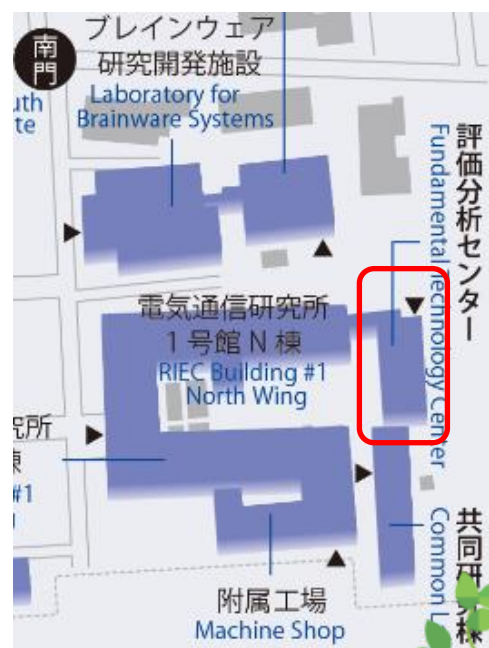 南門
ブレインウェア
研究開発施設
uth
te
Laboratory for
Brainware Systems
評価分析センター
Fundamental Technology Center
電気通信研究所
1号館N棟
RIEC Building #1
North Wing
究所
#1
共同研究棟
Common L
附属工場
Machine Shop